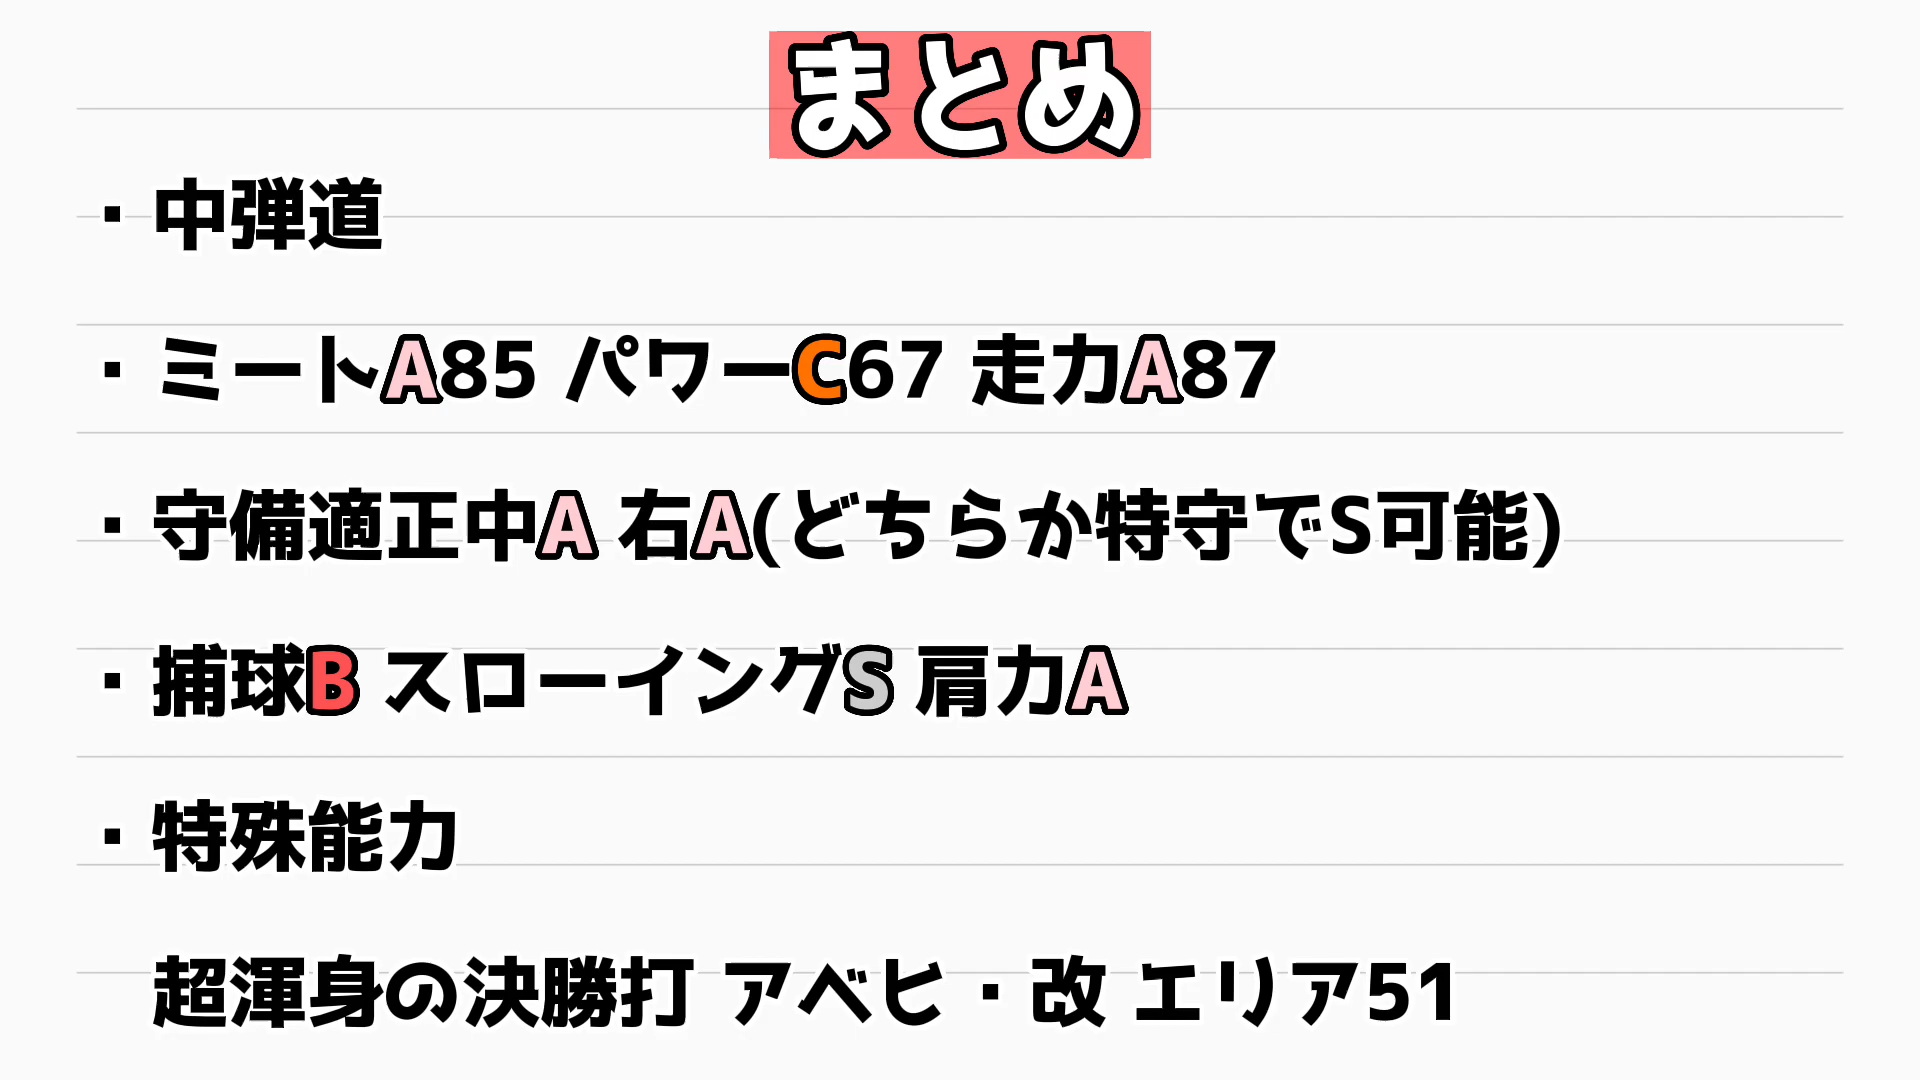 まとめ
・中弾道
・ミートA85 パワーC67 走力A87
・守備適正中A 右A(どちらか特守でS可能)
・捕球B スローイングS 肩力A
・特殊能力
超渾身の決勝打 アベヒ・改 エリア51